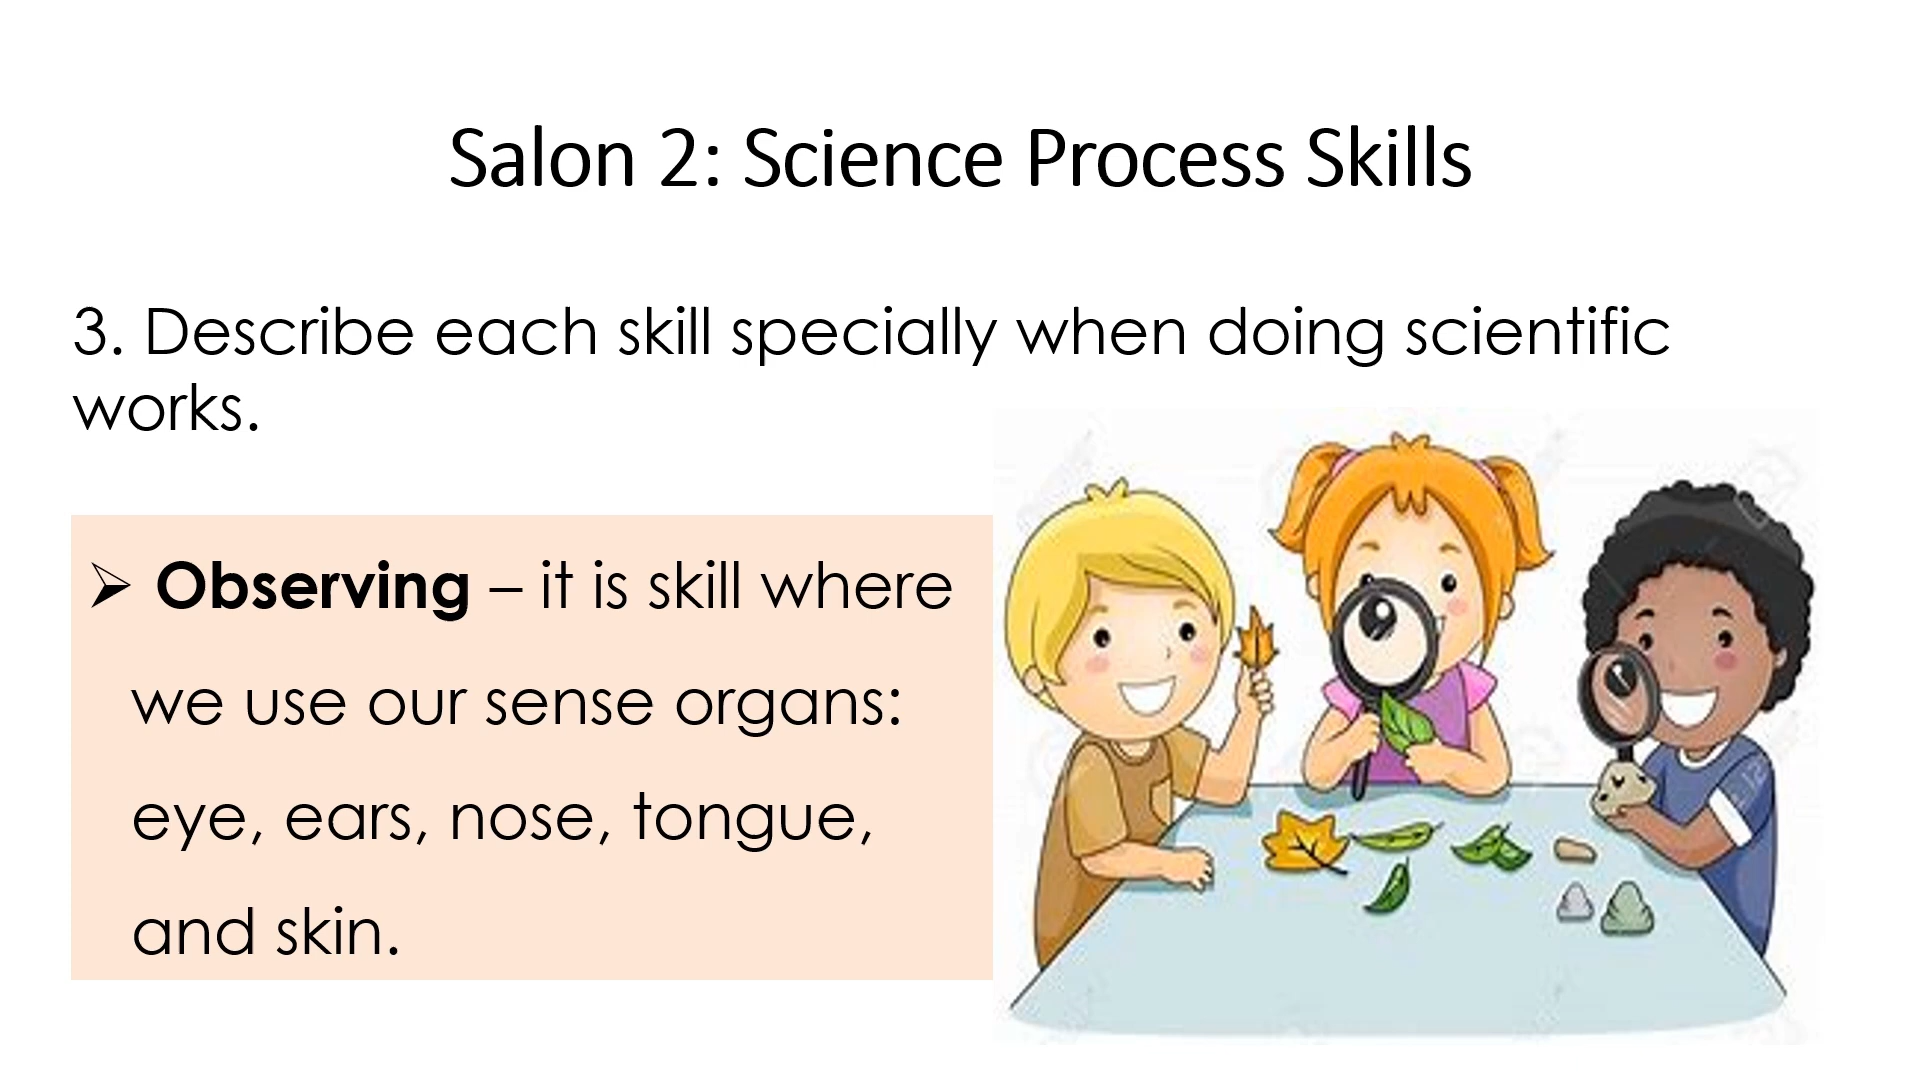 Salon 2: Science Process Skills
3. Describe each skill specially when doing scientific
works.
➢ Observing – it is skill where
we use our sense organs:
eye, ears, nose, tongue,
and skin.